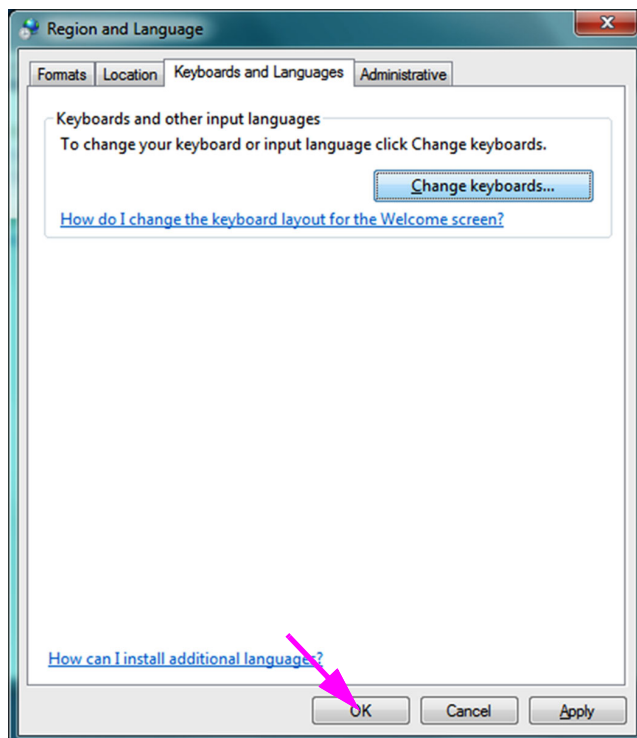 Region and Language
Formats Location Keyboards and Languages Administrative
Keyboards and other input languages
To change your keyboard or input language click Change keyboards.
Change keyboards...
How do I change the keyboard layout for the Welcome screen?
How can I install additional languages?
OK Cancel Apply